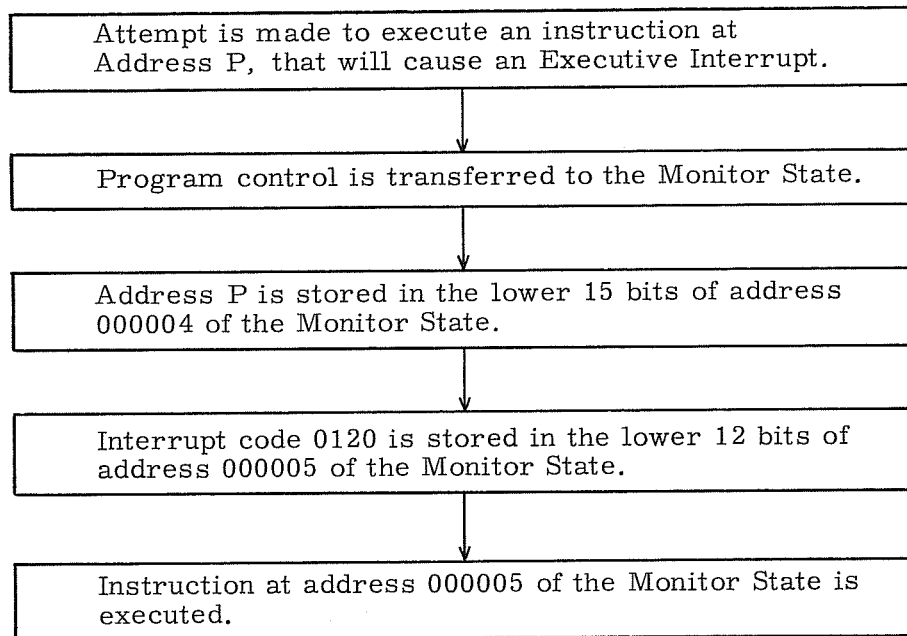 Attempt is made to execute an instruction at
Address P, that will cause an Executive Interrupt.
Program control is transferred to the Monitor State.
Address P is stored in the lower 15 bits of address
000004 of the Monitor State.
Interrupt code 0120 is stored in the lower 12 bits of
address 000005 of the Monitor State.
Instruction at address 000005 of the Monitor State is
executed.